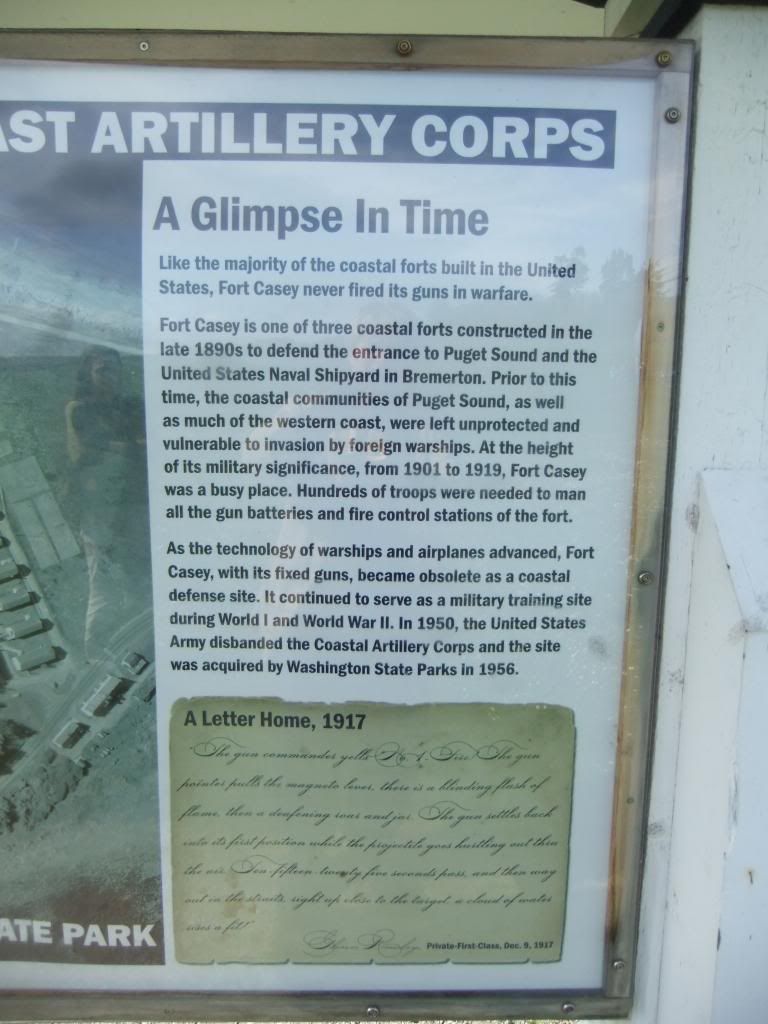 AST ARTILLERY CORPS
A Glimpse In Time
Like the majority of the coastal forts built in the United
States, Fort Casey never fired its guns in warfare.
Fort Casey is one of three coastal forts constructed in the
late 1890s to defend the entrance to Puget Sound and the
United States Naval Shipyard in Bremerton. Prior to this
time, the coastal communities of Puget Sound, as well
as much of the western coast, were left unprotected and
vulnerable to invasion by foreign warships. At the height
of its military significance, from 1901 to 1919, Fort Casey
was a busy place. Hundreds of troops were needed to man
all the gun batteries and fire control stations of the fort.
As the technology of warships and airplanes advanced, Fort
Casey, with its fixed guns, became obsolete as a coastal
defense site. It continued to serve as a military training site
during World War I and World War II. In 1950, the United States
Army disbanded the Coastal Artillery Corps and the site
was acquired by Washington State Parks in 1956.
A Letter Home, 1917
"The gun commander yells Fire! The gun
pointer pulls the magneto lever, there is a blinding flash of
flame, then a deafening roar and jar. The gun settles back
into its first position while the projectile goes hurtling out thru
the air. Ten-fifteen-twenty five seconds pass, and then way
out in the straits, right up close to the target, a cloud of water
rises a
Private-First-Class, Dec. 9, 1917
ATE PARK